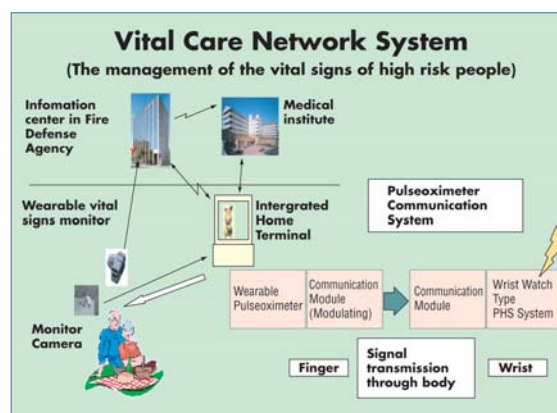 Vital Care Network System
(The management of the vital signs of high risk people)
Infomation
center in Fire
Defense
Agency
Medical
institute
Wearable vital
signs monitor
Intergrated
Home
Terminal
Pulseoximeter
Communication
System
Wearable
Pulseoximeter
Communication
Module
(Modulating)
Communication
Module
Wrist Watch
Type
PHS System
Monitor
Camera
Finger
Signal
transmission
through body
Wrist